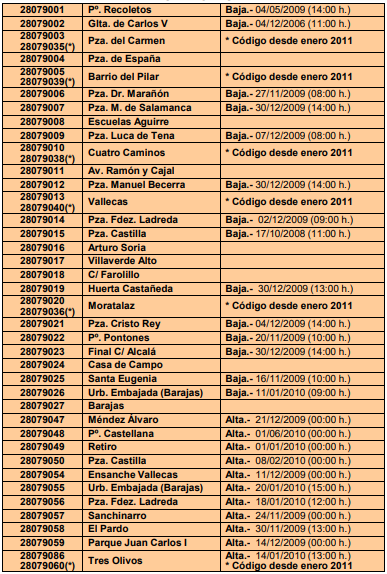 28079001 Pº. Recoletos Baja.- 04/05/2009 (14:00 h.)
28079002 Glta. de Carlos V Baja.- 04/12/2006 (11:00 h.)
28079003
28079035(*) Pza. del Carmen * Código desde enero 2011
28079004 Pza. de España
28079005
28079039(*) Barrio del Pilar * Código desde enero 2011
28079006 Pza. Dr. Marañón Baja.- 27/11/2009 (08:00 h.)
28079007 Pza. M. de Salamanca Baja.- 30/12/2009 (14:00 h.)
28079008 Escuelas Aguirre
28079009 Pza. Luca de Tena Baja.- 07/12/2009 (08:00 h.)
28079010
28079038(*) Cuatro Caminos * Código desde enero 2011
28079011 Av. Ramón y Cajal
28079012 Pza. Manuel Becerra Baja.- 30/12/2009 (14:00 h.)
28079013
28079040(*) Vallecas * Código desde enero 2011
28079014 Pza. Fdez. Ladreda Baja.- 02/12/2009 (09:00 h.)
28079015 Pza. Castilla Baja.- 17/10/2008 (11:00 h.)
28079016 Arturo Soria
28079017 Villaverde Alto
28079018 C/ Farolillo
28079019 Huerta Castañeda Baja.- 30/12/2009 (13:00 h.)
28079020
28079036(*) Moratalaz * Código desde enero 2011
28079021 Pza. Cristo Rey Baja.- 04/12/2009 (14:00 h.)
28079022 Pº. Pontones Baja.- 20/11/2009 (10:00 h.)
28079023 Final C/ Alcalá Baja.- 30/12/2009 (14:00 h.)
28079024 Casa de Campo
28079025 Santa Eugenia Baja.- 16/11/2009 (10:00 h.)
28079026 Urb. Embajada (Barajas) Baja.- 11/01/2010 (09:00 h.)
28079027 Barajas
28079047 Méndez Álvaro Alta.- 21/12/2009 (00:00 h.)
28079048 Pº. Castellana Alta.- 01/06/2010 (00:00 h.)
28079049 Retiro Alta.- 01/01/2010 (00:00 h.)
28079050 Pza. Castilla Alta.- 08/02/2010 (00:00 h.)
28079054 Ensanche Vallecas Alta.- 11/12/2009 (00:00 h.)
28079055 Urb. Embajada (Barajas) Alta.- 20/01/2010 (15:00 h.)
28079056 Pza. Fdez. Ladreda Alta.- 18/01/2010 (12:00 h.)
28079057 Sanchinarro Alta.- 24/11/2009 (00:00 h.)
28079058 El Pardo Alta.- 30/11/2009 (13:00 h.)
28079059 Parque Juan Carlos I Alta.- 14/12/2009 (00:00 h.)
28079086 Alta.- 14/01/2010 (13:00 h.)
28079060(*) Tres Olivos * Código desde enero 2011